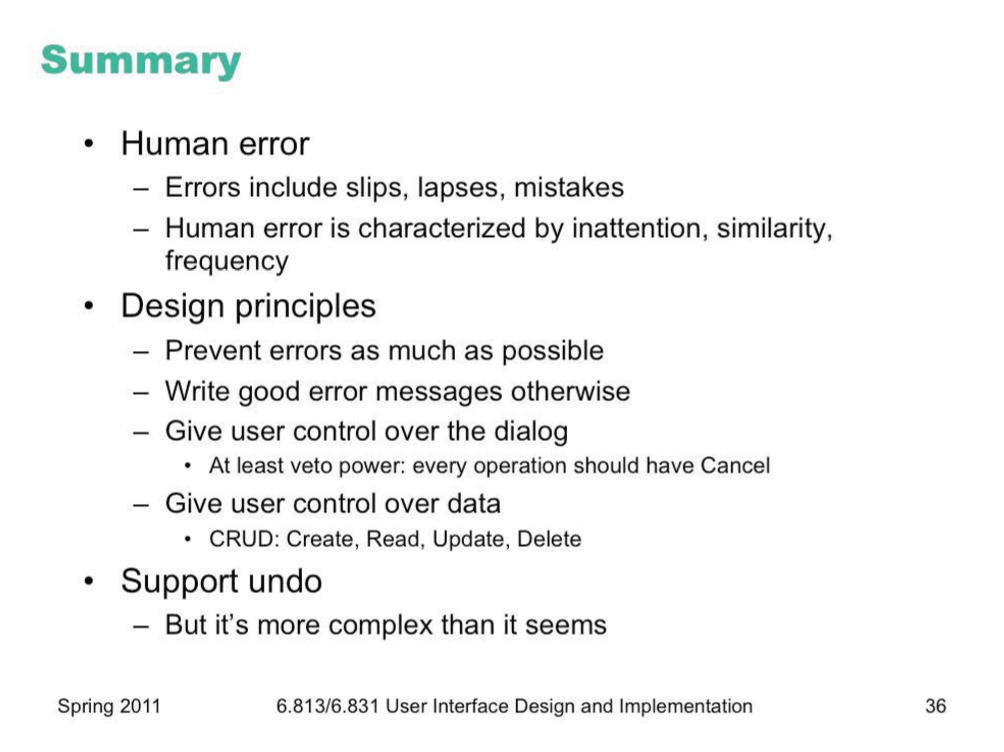 Summary
• Human error
– Errors include slips, lapses, mistakes
– Human error is characterized by inattention, similarity,
frequency
• Design principles
– Prevent errors as much as possible
– Write good error messages otherwise
– Give user control over the dialog
• At least veto power: every operation should have Cancel
– Give user control over data
• CRUD: Create, Read, Update, Delete
• Support undo
– But it's more complex than it seems
Spring 2011 6.813/6.831 User Interface Design and Implementation 36